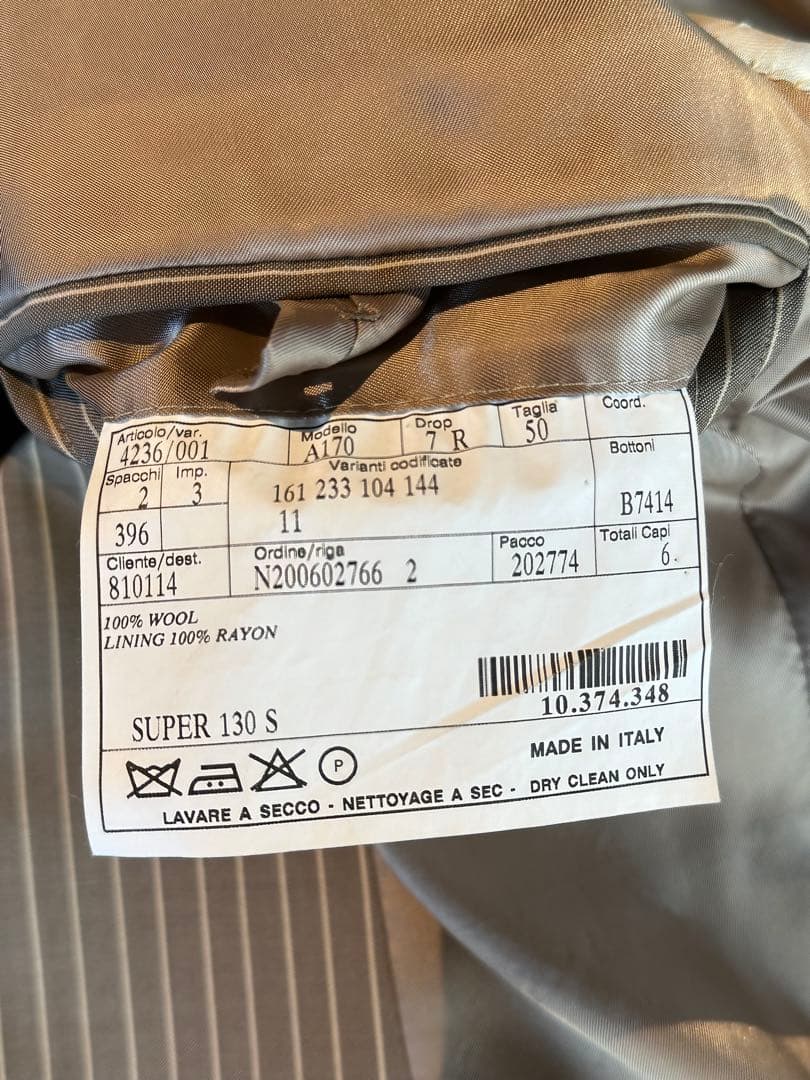 Articolo/var. Modello Drop Taglia Coord.
4236/001 A170 7 R 50
Spacchi Imp. Varianti codificate Bottoni
2 3 161 233 104 144
396 11 B7414
Cliente/dest. Ordine/riga Pacco Totali Capi
810114 N200602766 2 202774 6.
100% WOOL
LINING 100% RAYON
10.374.348
SUPER 130 S
MADE IN ITALY
P
LAVARE A SECCO - NETTOYAGE A SEC - DRY CLEAN ONLY